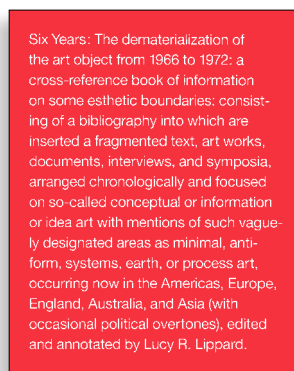 Six Years: The dematerialization of
the art object from 1966 to 1972: a
cross-reference book of information
on some esthetic boundaries: consist-
ing of a bibliography into which are
inserted a fragmented text, art works,
documents, interviews, and symposia,
arranged chronologically and focused
on so-called conceptual or information
or idea art with mentions of such vague-
ly designated areas as minimal, anti-
form, systems, earth, or process art,
occurring now in the Americas, Europe,
England, Australia, and Asia (with
occasional political overtones), edited
and annotated by Lucy R. Lippard.